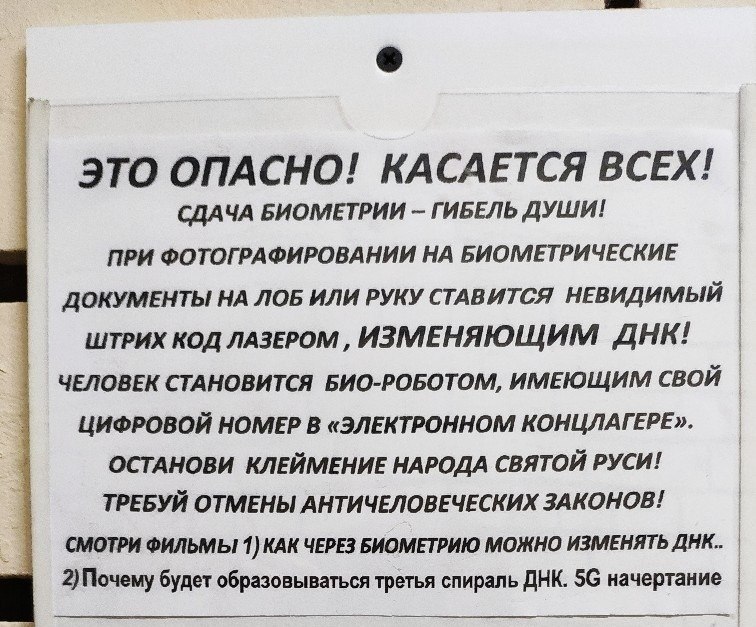 ЭТО ОПАСНО! КАСАЕТСЯ ВСЕХ!
СДАЧА БИОМЕТРИИ – ГИБЕЛЬ ДУШИ!
ПРИ ФОТОГРАФИРОВАНИИ НА БИОМЕТРИЧЕСКИЕ
ДОКУМЕНТЫ НА ЛОБ ИЛИ РУКУ СТАВИТСЯ НЕВИДИМЫЙ
ШТРИХ КОД ЛАЗЕРОМ , ИЗМЕНЯЮЩИМ ДНК!
ЧЕЛОВЕК СТАНОВИТСЯ БИО-РОБОТОМ, ИМЕЮЩИМ СВОЙ
ЦИФРОВОЙ НОМЕР В «ЭЛЕКТРОННОМ КОНЦЛАГЕРЕ».
ОСТАНОВИ КЛЕЙМЕНИЕ НАРОДА СВЯТОЙ РУСИ!
ТРЕБУЙ ОТМЕНЫ АНТИЧЕЛОВЕЧЕСКИХ ЗАКОНОВ!
СМОТРИ ФИЛЬМЫ 1) КАК ЧЕРЕЗ БИОМЕТРИЮ МОЖНО ИЗМЕНЯТЬ ДНК..
2) Почему будет образовываться третья спираль ДНК. 5G начертание